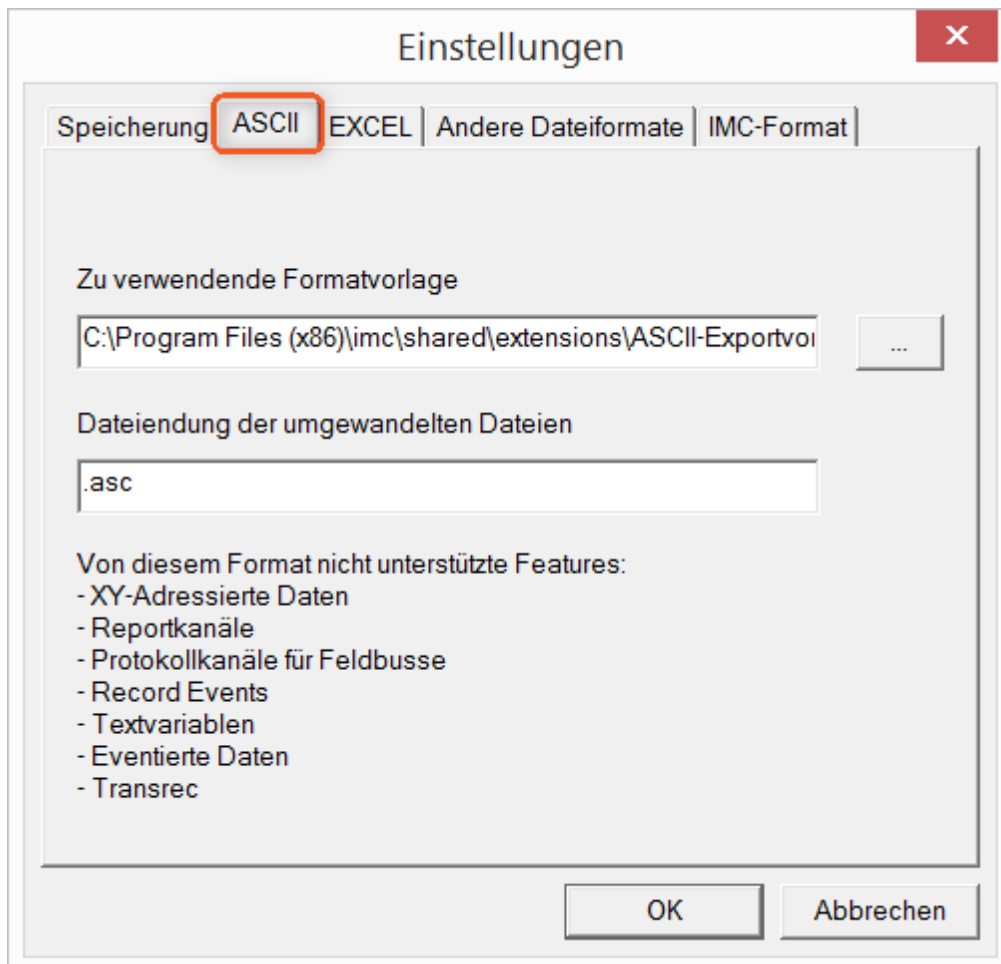 Einstellungen
Speicherung ASCII EXCEL Andere Dateiformate IMC-Format
Zu verwendende Formatvorlage
C:\Program Files (x86)\imc\shared\extensions\ASCII-Exportvor
...
Dateiendung der umgewandelten Dateien
.asc
Von diesem Format nicht unterstützte Features:
- XY-Adressierte Daten
- Reportkanäle
- Protokollkanäle für Feldbusse
- Record Events
- Textvariablen
- Eventierte Daten
- Transrec
OK Abbrechen